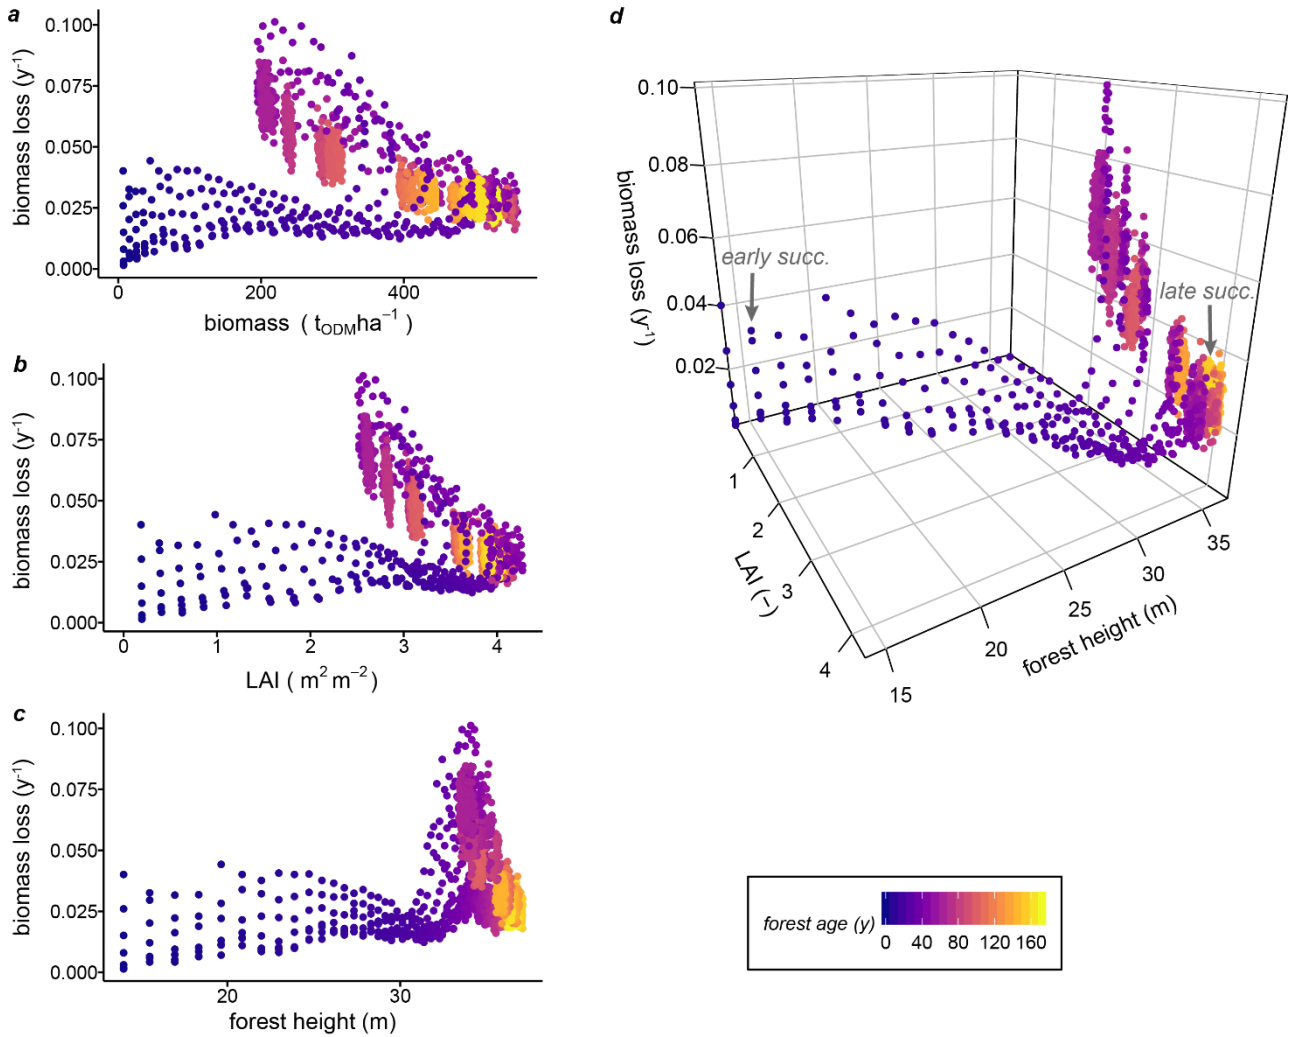 a
biomass loss (y-1)
0.100
0.075
0.050
0.025
0.000
0 200 400
biomass ( tODMha−1 )
b
biomass loss (y-1)
0.100
0.075
0.050
0.025
0.000
0 1 2 3 4
LAI ( m2 m−2 )
c
biomass loss (y-1)
0.100
0.075
0.050
0.025
0.000
20 30
forest height (m)
d
biomass loss (y-1)
0.10
0.08
0.06
0.04
0.02
early succ.
late succ.
1
2
3
4
LAI (−)
15
20
25
30
35
forest height (m)
forest age (y)
0 40 80 120 160